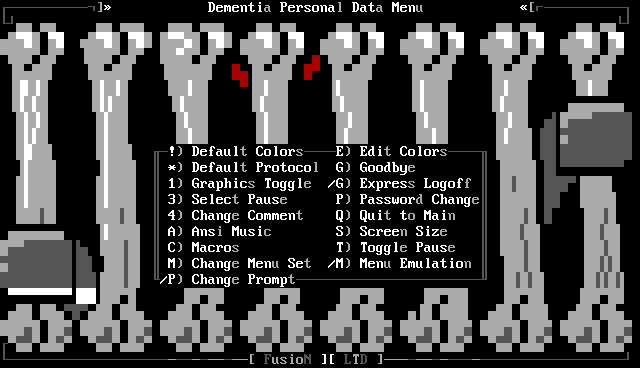 Dementia Personal Data Menu
!) Default Colors E) Edit Colors
*) Default Protocol G) Goodbye
1) Graphics Toggle /G) Express Logoff
3) Select Pause P) Password Change
4) Change Comment Q) Quit to Main
A) Ansi Music S) Screen Size
C) Macros T) Toggle Pause
M) Change Menu Set /M) Menu Emulation
/P) Change Prompt
[ FusioN ][ LTD ]